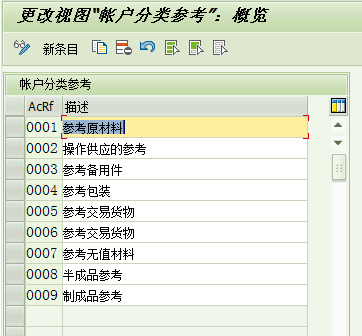 更改视图“帐户分类参考”: 概览
新条目
帐户分类参考
AcRf 描述
0001 参考原材料
0002 操作供应的参考
0003 参考备用件
0004 参考包装
0005 参考交易货物
0006 参考交易货物
0007 参考无值材料
0008 半成品参考
0009 制成品参考